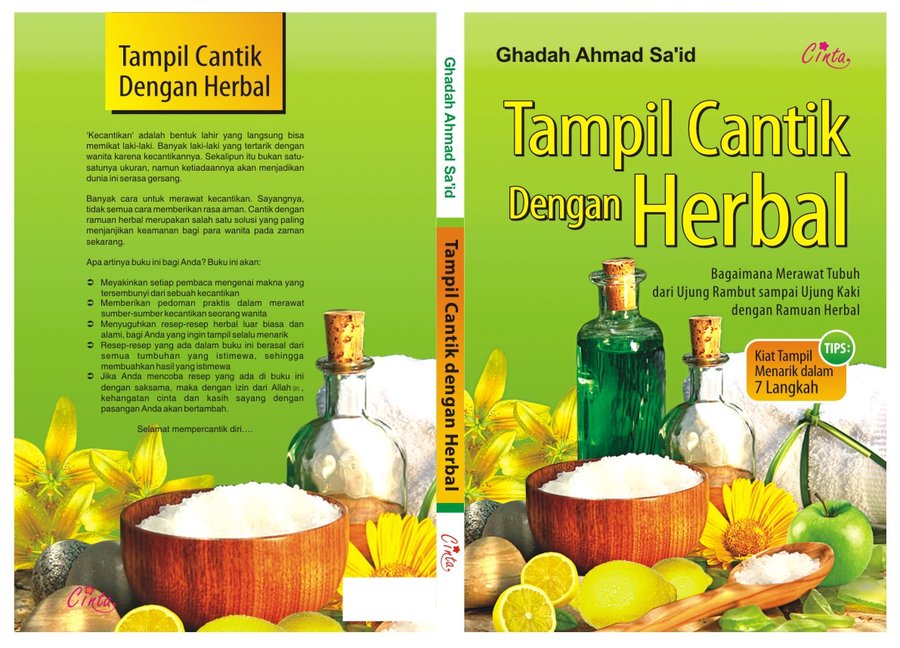 Tampil Cantik
Dengan Herbal
'Kecantikan' adalah bentuk lahir yang langsung bisa
memikat laki-laki. Banyak laki-laki yang tertarik dengan
wanita karena kecantikannya. Sekalipun itu bukan satu-
satunya ukuran, namun ketiadaannya akan menjadikan
dunia ini serasa gersang.
Banyak cara untuk merawat kecantikan. Sayangnya,
tidak semua cara memberikan rasa aman. Cantik dengan
ramuan herbal merupakan salah satu solusi yang paling
menjanjikan keamanan bagi para wanita pada zaman
sekarang.
Apa artinya buku ini bagi Anda? Buku ini akan:
➲ Meyakinkan setiap pembaca mengenai makna yang
tersembunyi dari sebuah kecantikan
➲ Memberikan pedoman praktis dalam merawat
sumber-sumber kecantikan seorang wanita
➲ Menyuguhkan resep-resep herbal luar biasa dan
alami, bagi Anda yang ingin tampil selalu menarik
➲ Resep-resep yang ada dalam buku ini berasal dari
semua tumbuhan yang istimewa, sehingga
membuahkan hasil yang istimewa
➲ Jika Anda mencoba resep yang ada di buku ini
dengan saksama, maka dengan izin dari Allah ﷻ,
kehangatan cinta dan kasih sayang dengan
pasangan Anda akan bertambah.
Selamat mempercantik diri....
Cinta
Ghadah Ahmad Sa'id
Tampil Cantik dengan Herbal
Cinta
Ghadah Ahmad Sa'id
Cinta
Tampil Cantik
Dengan Herbal
Bagaimana Merawat Tubuh
dari Ujung Rambut sampai Ujung Kaki
dengan Ramuan Herbal
TIPS:
Kiat Tampil
Menarik dalam
7 Langkah